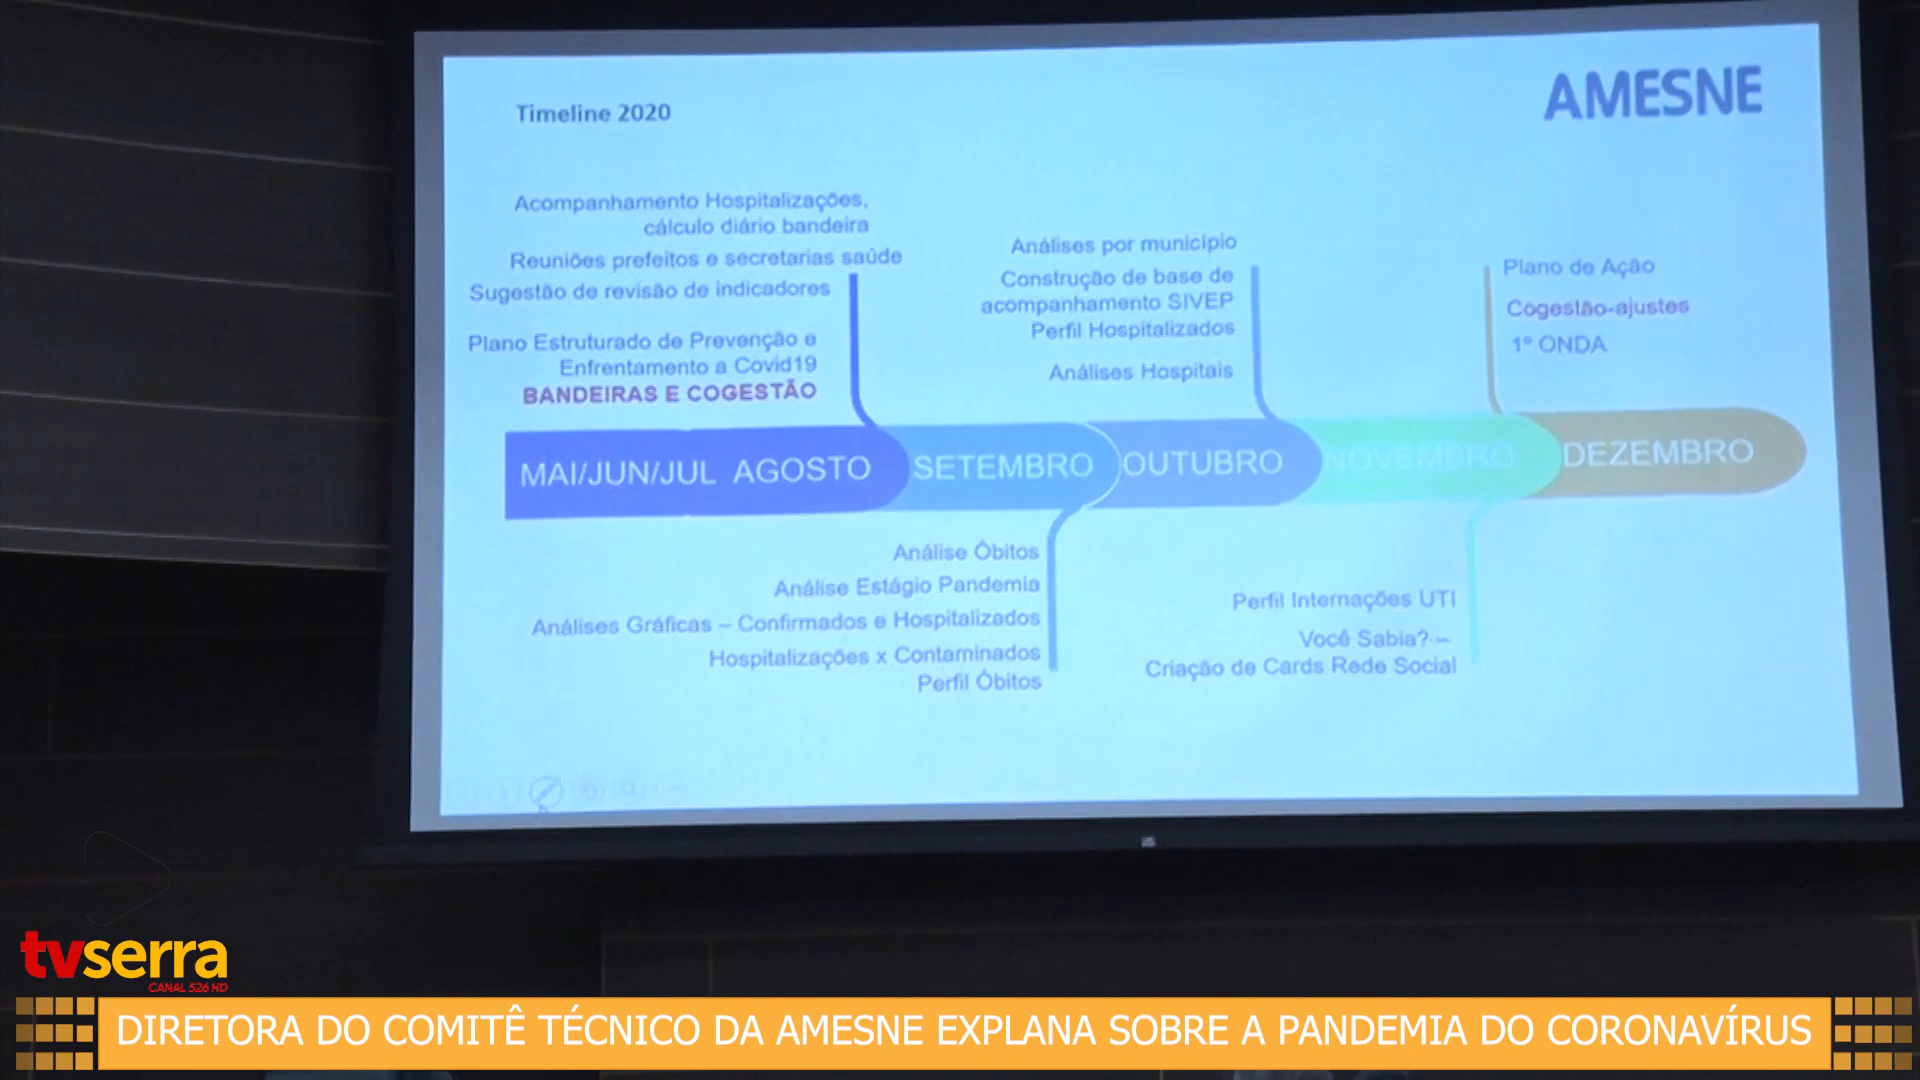 Timeline 2020
AMESNE
Acompanhamento Hospitalizações,
cálculo diário bandeira
Reuniões prefeitos e secretarias saúde
Sugestão de revisão de indicadores
Plano Estruturado de Prevenção e
Enfrentamento a Covid19
BANDEIRAS E COGESTÃO
Análises por município
Construção de base de
acompanhamento SIVEP
Perfil Hospitalizados
Análises Hospitais
Plano de Ação
Cogestão-ajustes
1º ONDA
MAI/JUN/JUL AGOSTO SETEMBRO OUTUBRO NOVEMBRO DEZEMBRO
Análise Óbitos
Análise Estágio Pandemia
Análises Gráficas – Confirmados e Hospitalizados
Hospitalizações x Contaminados
Perfil Óbitos
Perfil Internações UTI
Você Sabia? –
Criação de Cards Rede Social
tvserra
CANAL 526 HD
DIRETORA DO COMITÊ TÉCNICO DA AMESNE EXPLANA SOBRE A PANDEMIA DO CORONAVÍRUS